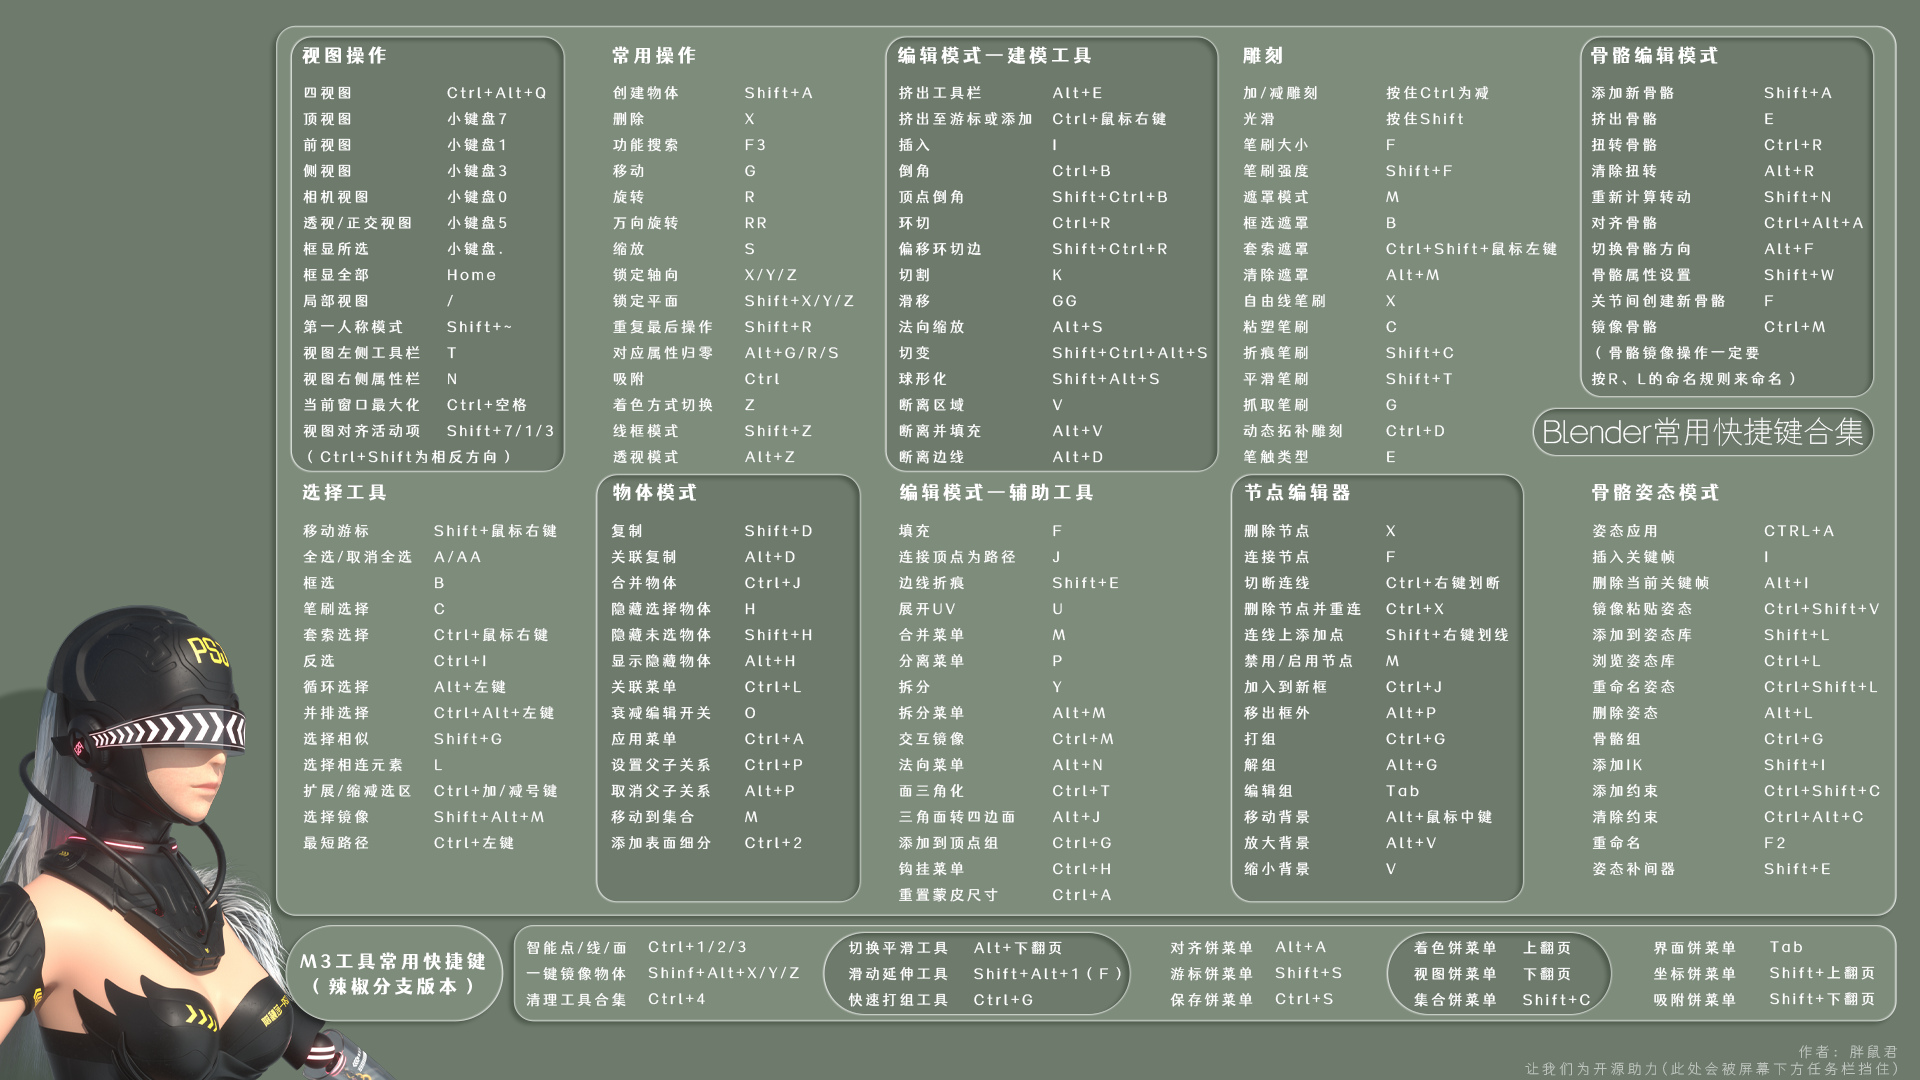 视图操作
四视图 Ctrl+Alt+Q
顶视图 小键盘7
前视图 小键盘1
侧视图 小键盘3
相机视图 小键盘0
透视/正交视图 小键盘5
框显所选 小键盘.
框显全部 Home
局部视图 /
第一人称模式 Shift+~
视图左侧工具栏 T
视图右侧属性栏 N
当前窗口最大化 Ctrl+空格
视图对齐活动项 Shift+7/1/3
（Ctrl+Shift为相反方向）
常用操作
创建物体 Shift+A
删除 X
功能搜索 F3
移动 G
旋转 R
万向旋转 RR
缩放 S
锁定轴向 X/Y/Z
锁定平面 Shift+X/Y/Z
重复最后操作 Shift+R
对应属性归零 Alt+G/R/S
吸附 Ctrl
着色方式切换 Z
线框模式 Shift+Z
透视模式 Alt+Z
编辑模式—建模工具
挤出工具栏 Alt+E
挤出至游标或添加 Ctrl+鼠标右键
插入 I
倒角 Ctrl+B
顶点倒角 Shift+Ctrl+B
环切 Ctrl+R
偏移环切边 Shift+Ctrl+R
切割 K
滑移 GG
法向缩放 Alt+S
切变 Shift+Ctrl+Alt+S
球形化 Shift+Alt+S
断离区域 V
断离并填充 Alt+V
断离边线 Alt+D
雕刻
加/减雕刻 按住Ctrl为减
光滑 按住Shift
笔刷大小 F
笔刷强度 Shift+F
遮罩模式 M
框选遮罩 B
套索遮罩 Ctrl+Shift+鼠标左键
清除遮罩 Alt+M
自由线笔刷 X
粘塑笔刷 C
折痕笔刷 Shift+C
平滑笔刷 Shift+T
抓取笔刷 G
动态拓补雕刻 Ctrl+D
笔触类型 E
骨骼编辑模式
添加新骨骼 Shift+A
挤出骨骼 E
扭转骨骼 Ctrl+R
清除扭转 Alt+R
重新计算转动 Shift+N
对齐骨骼 Ctrl+Alt+A
切换骨骼方向 Alt+F
骨骼属性设置 Shift+W
关节间创建新骨骼 F
镜像骨骼 Ctrl+M
（骨骼镜像操作一定要
按R、L的命名规则来命名）
Blender常用快捷键合集
选择工具
移动游标 Shift+鼠标右键
全选/取消全选 A/AA
框选 B
笔刷选择 C
套索选择 Ctrl+鼠标右键
反选 Ctrl+I
循环选择 Alt+左键
并排选择 Ctrl+Alt+左键
选择相似 Shift+G
选择相连元素 L
扩展/缩减选区 Ctrl+加/减号键
选择镜像 Shift+Alt+M
最短路径 Ctrl+左键
物体模式
复制 Shift+D
关联复制 Alt+D
合并物体 Ctrl+J
隐藏选择物体 H
隐藏未选物体 Shift+H
显示隐藏物体 Alt+H
关联菜单 Ctrl+L
衰减编辑开关 O
应用菜单 Ctrl+A
设置父子关系 Ctrl+P
取消父子关系 Alt+P
移动到集合 M
添加表面细分 Ctrl+2
编辑模式—辅助工具
填充 F
连接顶点为路径 J
边线折痕 Shift+E
展开UV U
合并菜单 M
分离菜单 P
拆分 Y
拆分菜单 Alt+M
交互镜像 Ctrl+M
法向菜单 Alt+N
面三角化 Ctrl+T
三角面转四边面 Alt+J
添加到顶点组 Ctrl+G
钩挂菜单 Ctrl+H
重置蒙皮尺寸 Ctrl+A
节点编辑器
删除节点 X
连接节点 F
切断连线 Ctrl+右键划断
删除节点并重连 Ctrl+X
连线上添加点 Shift+右键划线
禁用/启用节点 M
加入到新框 Ctrl+J
移出框外 Alt+P
打组 Ctrl+G
解组 Alt+G
编辑组 Tab
移动背景 Alt+鼠标中键
放大背景 Alt+V
缩小背景 V
骨骼姿态模式
姿态应用 CTRL+A
插入关键帧 I
删除当前关键帧 Alt+I
镜像粘贴姿态 Ctrl+Shift+V
添加到姿态库 Shift+L
浏览姿态库 Ctrl+L
重命名姿态 Ctrl+Shift+L
删除姿态 Alt+L
骨骼组 Ctrl+G
添加IK Shift+I
添加约束 Ctrl+Shift+C
清除约束 Ctrl+Alt+C
重命名 F2
姿态补间器 Shift+E
M3工具常用快捷键
（辣椒分支版本）
智能点/线/面 Ctrl+1/2/3
一键镜像物体 Shinf+Alt+X/Y/Z
清理工具合集 Ctrl+4
切换平滑工具 Alt+下翻页
滑动延伸工具 Shift+Alt+1（F）
快速打组工具 Ctrl+G
对齐饼菜单 Alt+A
游标饼菜单 Shift+S
保存饼菜单 Ctrl+S
着色饼菜单 上翻页
视图饼菜单 下翻页
集合饼菜单 Shift+C
界面饼菜单 Tab
坐标饼菜单 Shift+上翻页
吸附饼菜单 Shift+下翻页
作者：胖鼠君
让我们为开源助力(此处会被屏幕下方任务栏挡住)